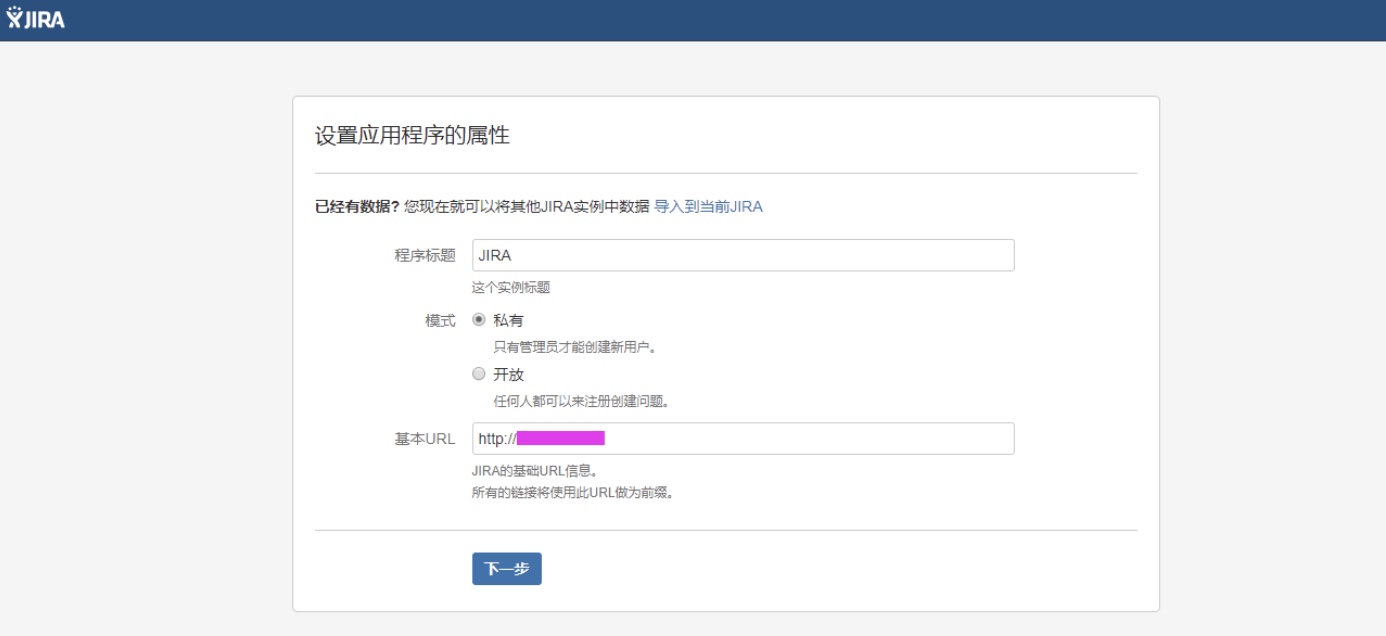 JIRA
设置应用程序的属性
已经有数据? 您现在就可以将其他JIRA实例中数据 导入到当前JIRA
程序标题 JIRA
这个实例标题
模式 私有
只有管理员才能创建新用户。
开放
任何人都可以来注册创建问题。
基本URL http://
JIRA的基础URL信息。
所有的链接将使用此URL做为前缀。
下一步